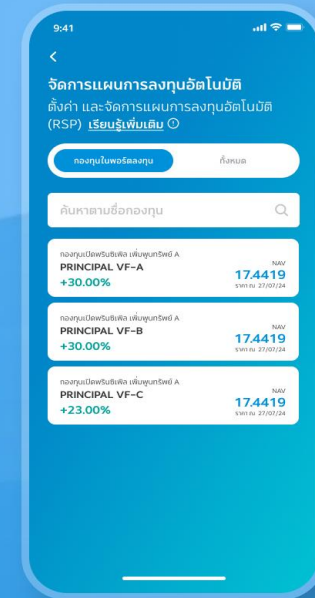 9:41
จัดการแผนการลงทุนอัตโนมัติ
ตั้งค่า และจัดการแผนการลงทุนอัตโนมัติ
(RSP) เรียนรู้เพิ่มเติม
กองทุนในพอร์ตลงทุน ทั้งหมด
ค้นหาตามชื่อกองทุน
กองทุนเปิดพรินซิเพิล เพิ่มพูนทรัพย์ A
PRINCIPAL VF-A
+30.00%
NAV
17.4419
ราคา ณ 27/07/24
กองทุนเปิดพรินซิเพิล เพิ่มพูนทรัพย์ A
PRINCIPAL VF-B
+30.00%
NAV
17.4419
ราคา ณ 27/07/24
กองทุนเปิดพรินซิเพิล เพิ่มพูนทรัพย์ A
PRINCIPAL VF-C
+23.00%
NAV
17.4419
ราคา ณ 27/07/24